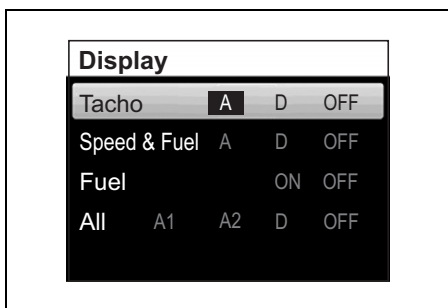 Display
Tacho A D OFF
Speed & Fuel A D OFF
Fuel ON OFF
All A1 A2 D OFF